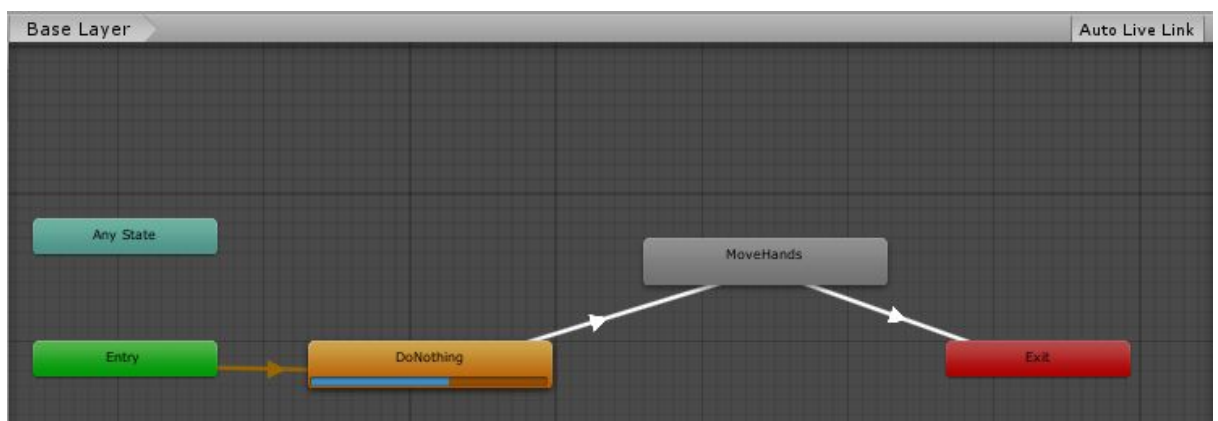 Base Layer
Auto Live Link
Any State
MoveHands
Entry
DoNothing
Exit